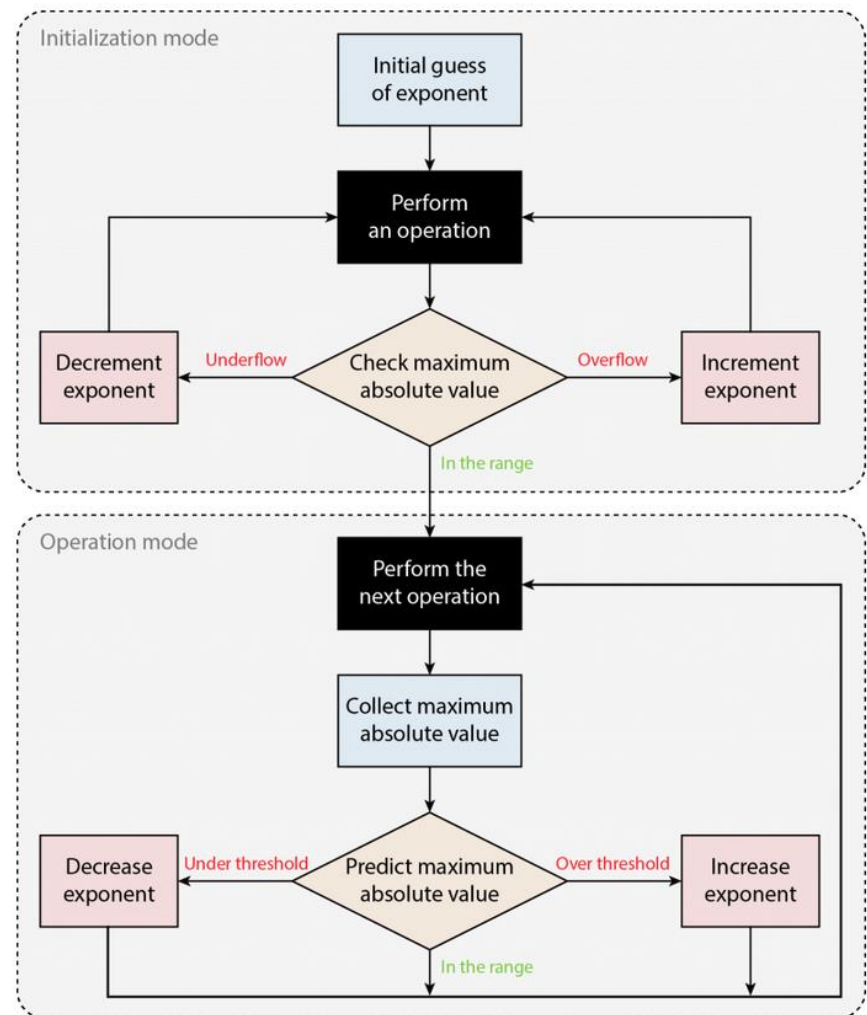 Initialization mode
Initial guess
of exponent
Perform
an operation
Decrement
exponent
Underflow
Check maximum
absolute value
Overflow
Increment
exponent
In the range
Operation mode
Perform the
next operation
Collect maximum
absolute value
Decrease
exponent
Under threshold
Predict maximum
absolute value
Over threshold
Increase
exponent
In the range